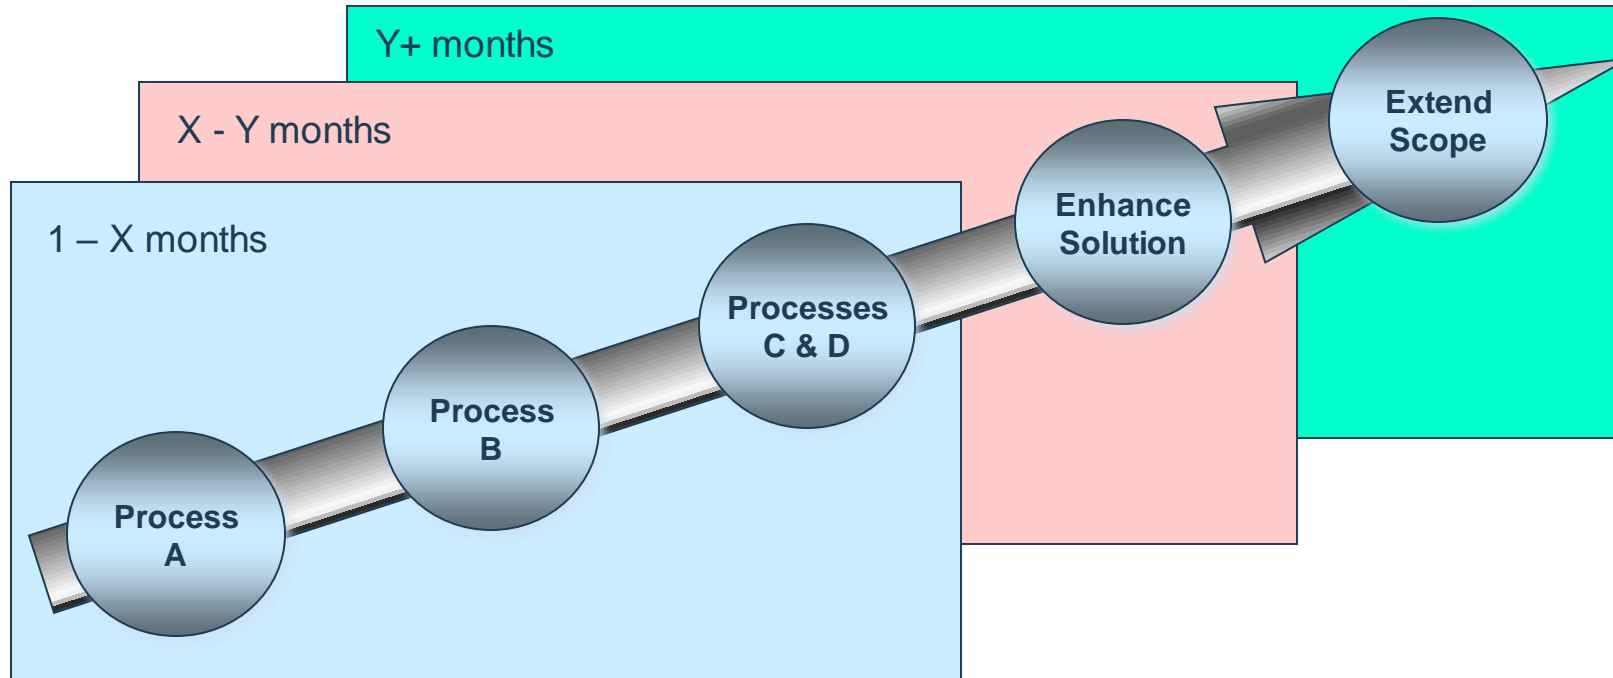 Y+ months
X - Y months
1 – X months
Extend
Scope
Enhance
Solution
Processes
C & D
Process
B
Process
A